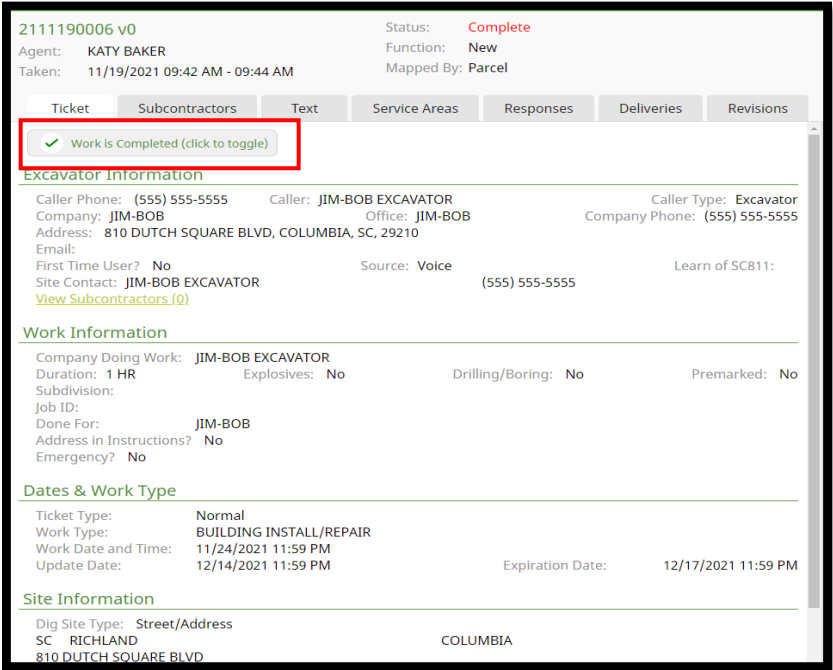 2111190006 v0 Status: Complete
Agent: KATY BAKER Function: New
Taken: 11/19/2021 09:42 AM - 09:44 AM Mapped By: Parcel
Ticket Subcontractors Text Service Areas Responses Deliveries Revisions
Work is Completed (click to toggle)
Excavator Information
Caller Phone: (555) 555-5555 Caller: JIM-BOB EXCAVATOR Caller Type: Excavator
Company: JIM-BOB Office: JIM-BOB Company Phone: (555) 555-5555
Address: 810 DUTCH SQUARE BLVD, COLUMBIA, SC, 29210
Email:
First Time User? No Source: Voice Learn of SC811:
Site Contact: JIM-BOB EXCAVATOR (555) 555-5555
View Subcontractors (0)
Work Information
Company Doing Work: JIM-BOB EXCAVATOR
Duration: 1 HR Explosives: No Drilling/Boring: No Premarked: No
Subdivision:
Job ID:
Done For: JIM-BOB
Address in Instructions? No
Emergency? No
Dates & Work Type
Ticket Type: Normal
Work Type: BUILDING INSTALL/REPAIR
Work Date and Time: 11/24/2021 11:59 PM
Update Date: 12/14/2021 11:59 PM Expiration Date: 12/17/2021 11:59 PM
Site Information
Dig Site Type: Street/Address
SC RICHLAND COLUMBIA
810 DUTCH SQUARE BLVD